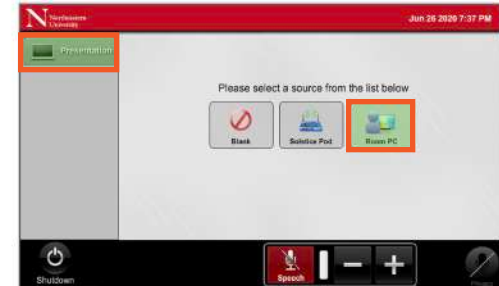 N Northeastern
University
Jun 26 2020 7:37 PM
Presentation
Please select a source from the list below
Blank
Solstice Pod
Room PC
Shutdown
Speech
Privacy